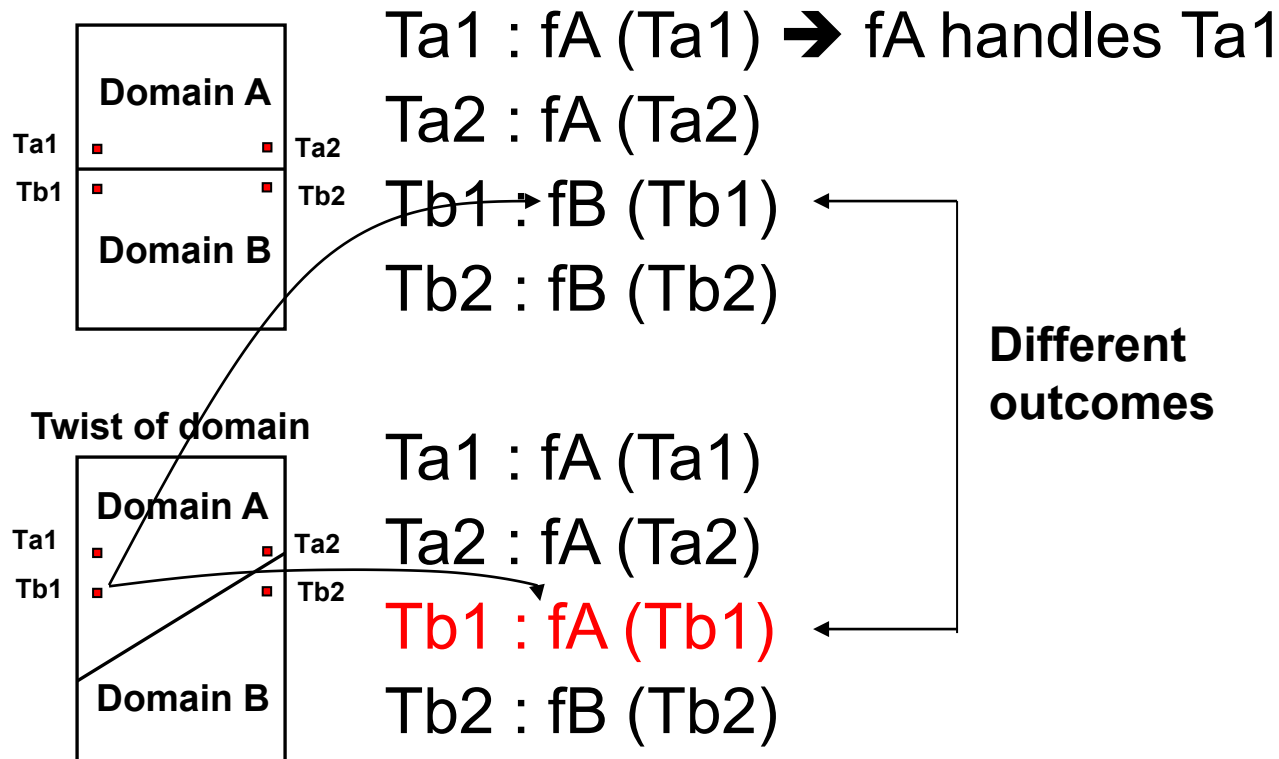 Ta1 : fA (Ta1) ➔ fA handles Ta1
Domain A
Ta2 : fA (Ta2)
Ta1
Ta2
Tb1
Tb2
Tb1 : fB (Tb1)
Domain B
Tb2 : fB (Tb2)
Different
outcomes
Twist of domain
Ta1 : fA (Ta1)
Domain A
Ta1
Ta2
Ta2 : fA (Ta2)
Tb1
Tb2
Tb1 : fA (Tb1)
Domain B
Tb2 : fB (Tb2)